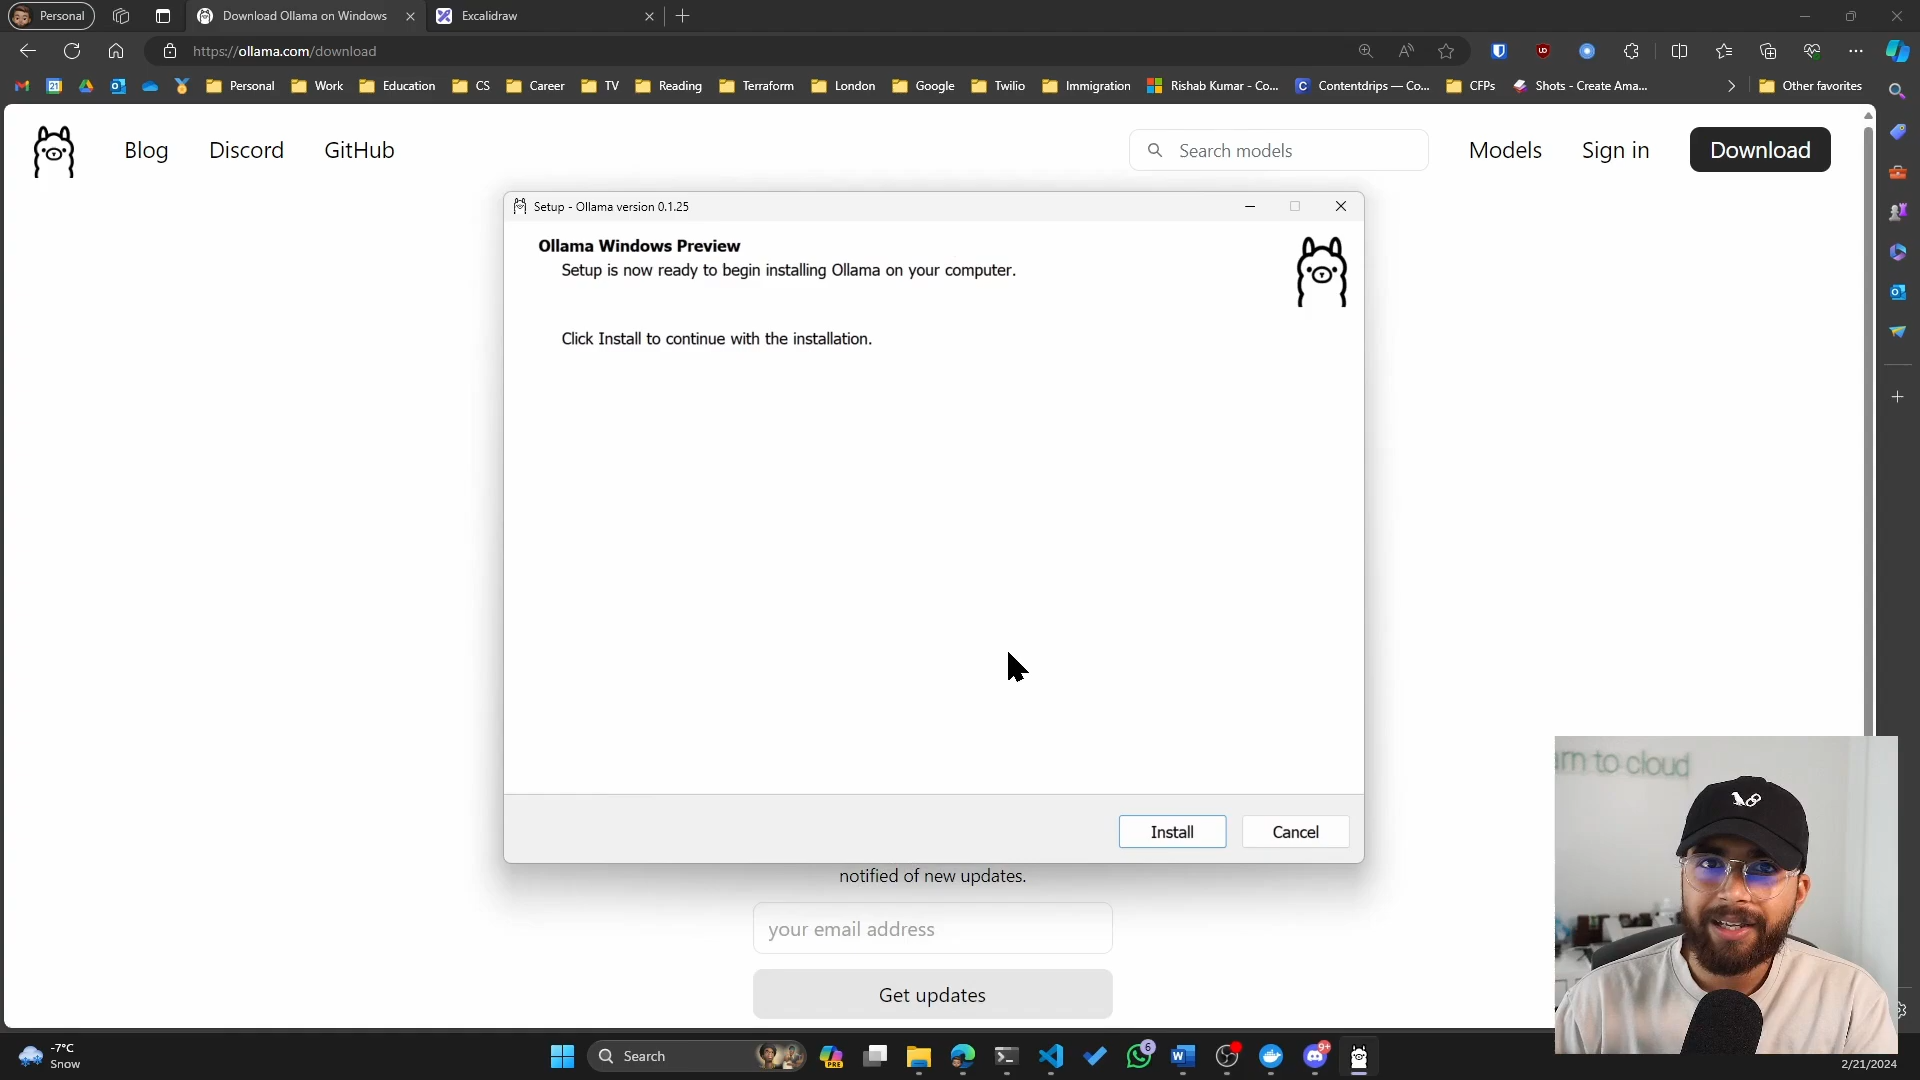 Personal
Download Ollama on Windows
Excalidraw
https://ollama.com/download
Personal
Work
Education
CS
Career
TV
Reading
Terraform
London
Google
Twilio
Immigration
Rishab Kumar - Co...
Contentdrips — Co...
CFPs
Shots - Create Ama...
Other favorites
Blog
Discord
GitHub
Search models
Models
Sign in
Download
Setup - Ollama version 0.1.25
Ollama Windows Preview
Setup is now ready to begin installing Ollama on your computer.
Click Install to continue with the installation.
Install
Cancel
notified of new updates.
your email address
Get updates
to cloud
-7°C
Snow
Search
PRE
6
9+
2/21/2024